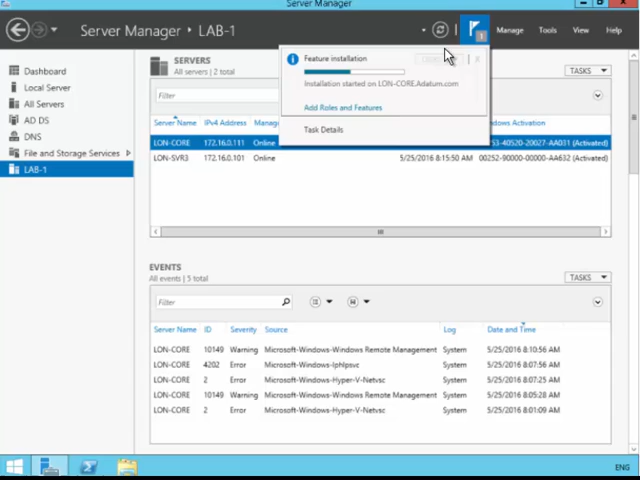 Server Manager
Server Manager ▸ LAB-1
1
Manage Tools View Help
Feature installation
Installation started on LON-CORE.Adatum.com
Add Roles and Features
Task Details
Dashboard
Local Server
All Servers
AD DS
DNS
File and Storage Services
LAB-1
SERVERS
All servers | 2 total
TASKS
Filter
Server Name IPv4 Address
LON-CORE 172.16.0.111 Online
LON-SVR3 172.16.0.101 Online 5/25/2016 8:15:50 AM 00252-90000-00000-AA632 (Activated)
EVENTS
All events | 5 total
TASKS
Filter
Server Name ID Severity Source Log Date and Time
LON-CORE 10149 Warning Microsoft-Windows-Windows Remote Management System 5/25/2016 8:10:56 AM
LON-CORE 4202 Error Microsoft-Windows-Iphlpsvc System 5/25/2016 8:07:56 AM
LON-CORE 2 Error Microsoft-Windows-Hyper-V-Netvsc System 5/25/2016 8:07:25 AM
LON-CORE 10149 Warning Microsoft-Windows-Windows Remote Management System 5/25/2016 8:05:28 AM
LON-CORE 2 Error Microsoft-Windows-Hyper-V-Netvsc System 5/25/2016 8:01:09 AM
ENG